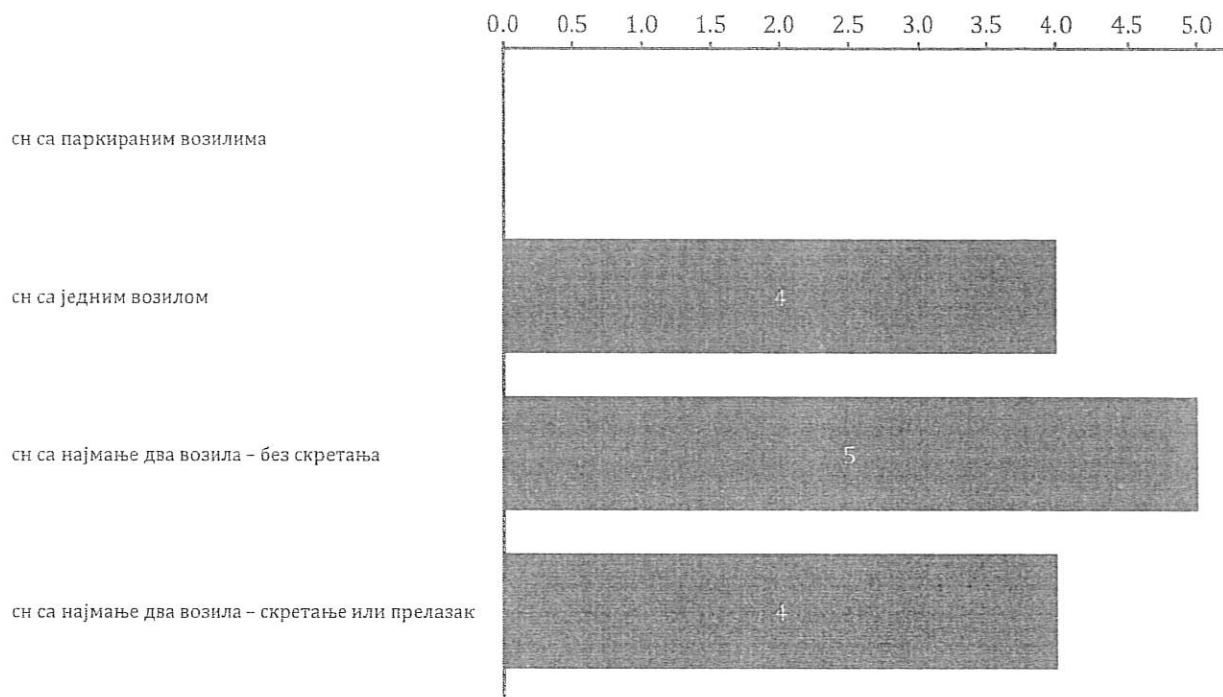 0.0 0.5 1.0 1.5 2.0 2.5 3.0 3.5 4.0 4.5 5.0
сн са паркираним возилима
сн са једним возилом
4
сн са најмање два возила – без скретања
5
сн са најмање два возила – скретање или прелазак
4